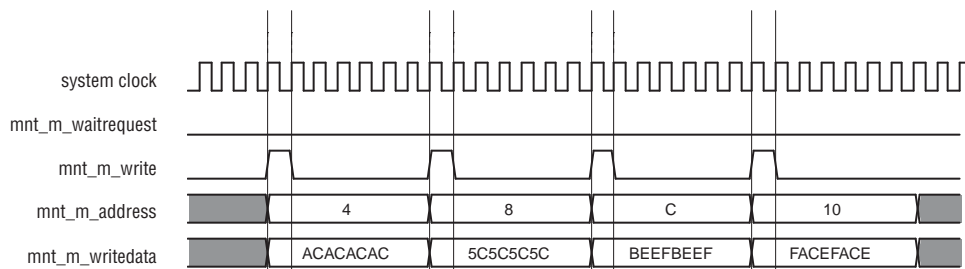 system clock
mnt_m_waitrequest
mnt_m_write
mnt_m_address 4 8 C 10
mnt_m_writedata ACACACAC 5C5C5C5C BEEFBEEF FACEFACE